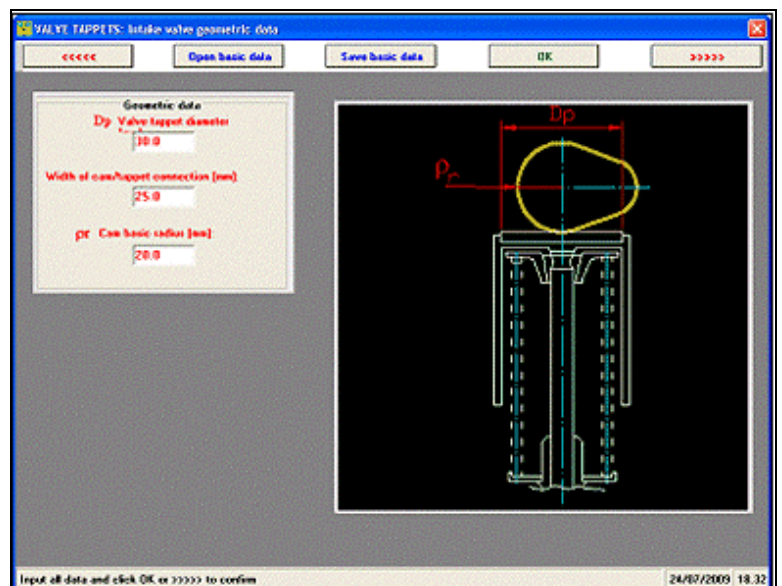 VALVE TAPPETS: Intake valve geometric data
<<<<< Open basic data Save basic data OK >>>>>
Geometric data
Dp Valve tappet diameter
30.0
Width of cam/tappet connection [mm]
25.0
ρr Cam basic radius [mm]
20.0
Dp
ρr
Input all data and click OK or >>>>> to confirm 24/07/2009 18.32